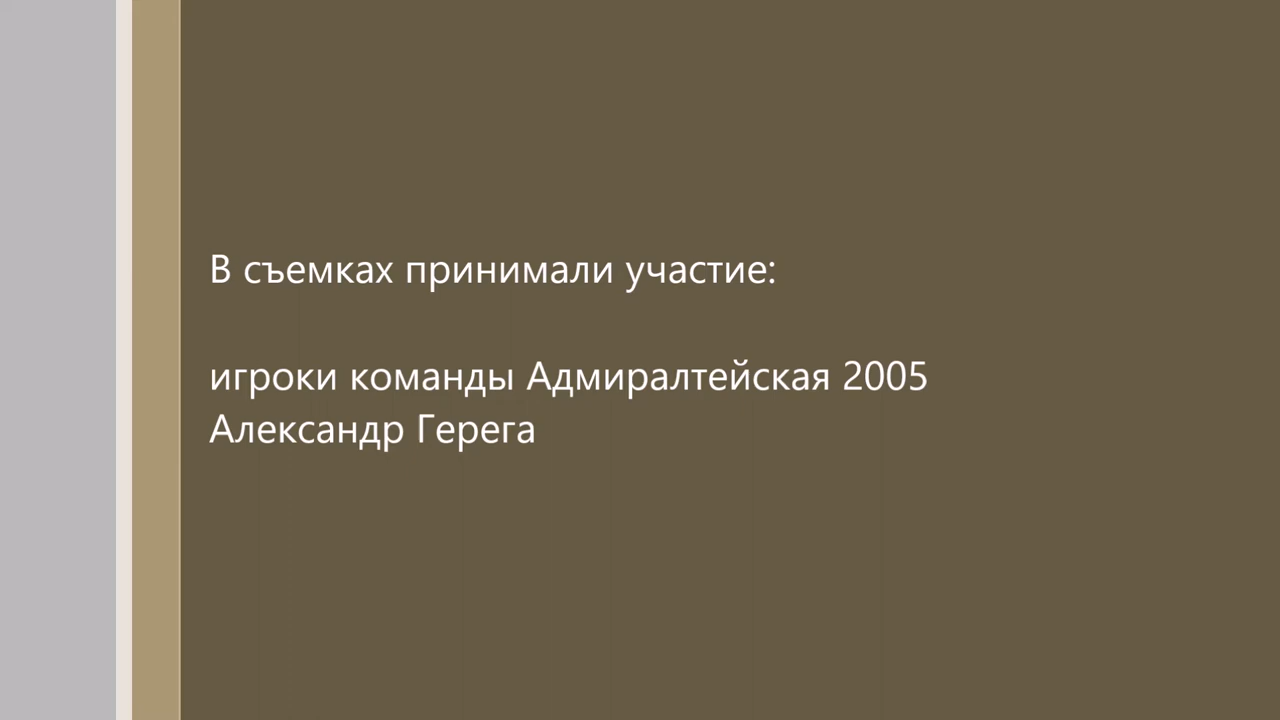 В съемках принимали участие:
игроки команды Адмиралтейская 2005
Александр Герега